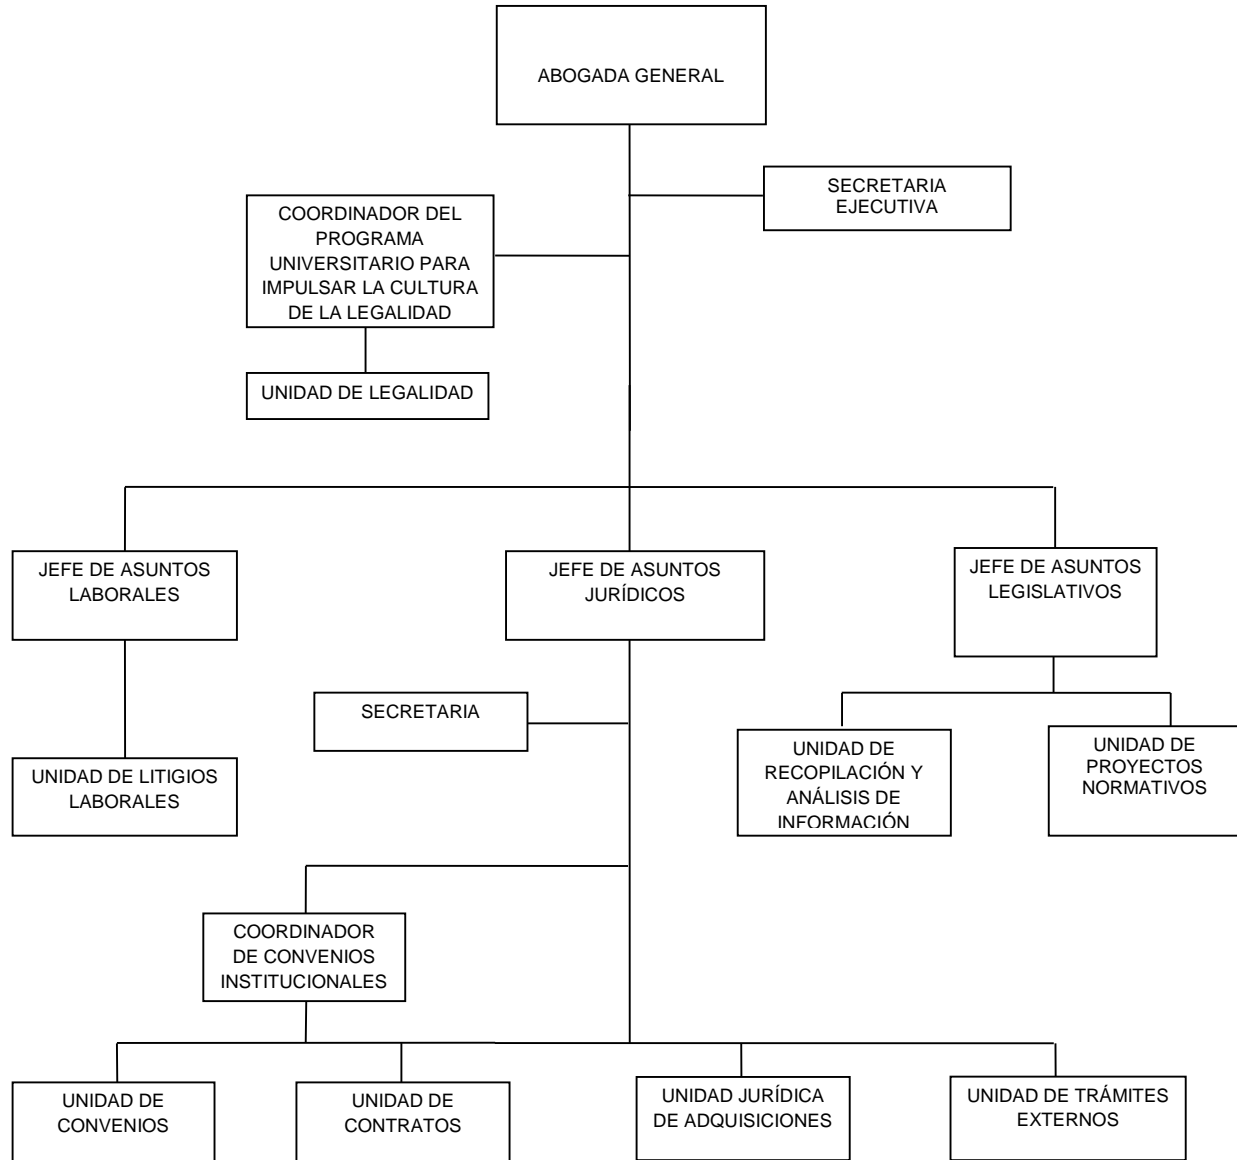 ABOGADA GENERAL
SECRETARIA
EJECUTIVA
COORDINADOR DEL
PROGRAMA
UNIVERSITARIO PARA
IMPULSAR LA CULTURA
DE LA LEGALIDAD
UNIDAD DE LEGALIDAD
JEFE DE ASUNTOS
LABORALES
JEFE DE ASUNTOS
JURÍDICOS
JEFE DE ASUNTOS
LEGISLATIVOS
SECRETARIA
UNIDAD DE LITIGIOS
LABORALES
UNIDAD DE
RECOPILACIÓN Y
ANÁLISIS DE
INFORMACIÓN
UNIDAD DE
PROYECTOS
NORMATIVOS
COORDINADOR
DE CONVENIOS
INSTITUCIONALES
UNIDAD DE
CONVENIOS
UNIDAD DE
CONTRATOS
UNIDAD JURÍDICA
DE ADQUISICIONES
UNIDAD DE TRÁMITES
EXTERNOS